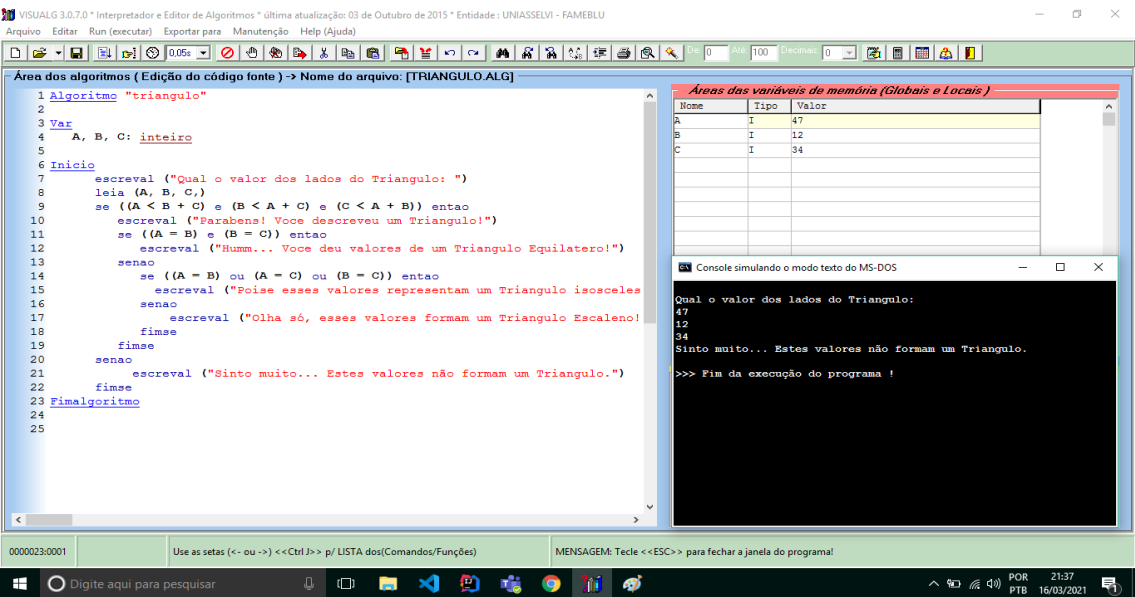 VISUALG 3.0.7.0 * Interpretador e Editor de Algoritmos * última atualização: 03 de Outubro de 2015 * Entidade : UNIASSELVI - FAMEBLU
Arquivo Editar Run (executar) Exportar para Manutenção Help (Ajuda)
0,05s De: 0 Até: 100 Decimais: 0
Área dos algoritmos ( Edição do código fonte ) -> Nome do arquivo: [TRIANGULO.ALG]
1 Algoritmo "triangulo"
2
3 Var
4 A, B, C: inteiro
5
6 Inicio
7 escreval ("Qual o valor dos lados do Triangulo: ")
8 leia (A, B, C,)
9 se ((A < B + C) e (B < A + C) e (C < A + B)) entao
10 escreval ("Parabens! Voce descreveu um Triangulo!")
11 se ((A = B) e (B = C)) entao
12 escreval ("Humm... Voce deu valores de um Triangulo Equilatero!")
13 senao
14 se ((A = B) ou (A = C) ou (B = C)) entao
15 escreval ("Poise esses valores representam um Triangulo isosceles
16 senao
17 escreval ("Olha só, esses valores formam um Triangulo Escaleno!
18 fimse
19 fimse
20 senao
21 escreval ("Sinto muito... Estes valores não formam um Triangulo.")
22 fimse
23 Fimalgoritmo
24
25
Áreas das variáveis de memória (Globais e Locais )
Nome Tipo Valor
A I 47
B I 12
C I 34
Console simulando o modo texto do MS-DOS
Qual o valor dos lados do Triangulo:
47
12
34
Sinto muito... Estes valores não formam um Triangulo.
>>> Fim da execução do programa !
0000023:0001 Use as setas (<- ou ->) <<Ctrl J>> p/ LISTA dos(Comandos/Funções) MENSAGEM: Tecle <<ESC>> para fechar a janela do programa!
Digite aqui para pesquisar
POR
PTB
21:37
16/03/2021